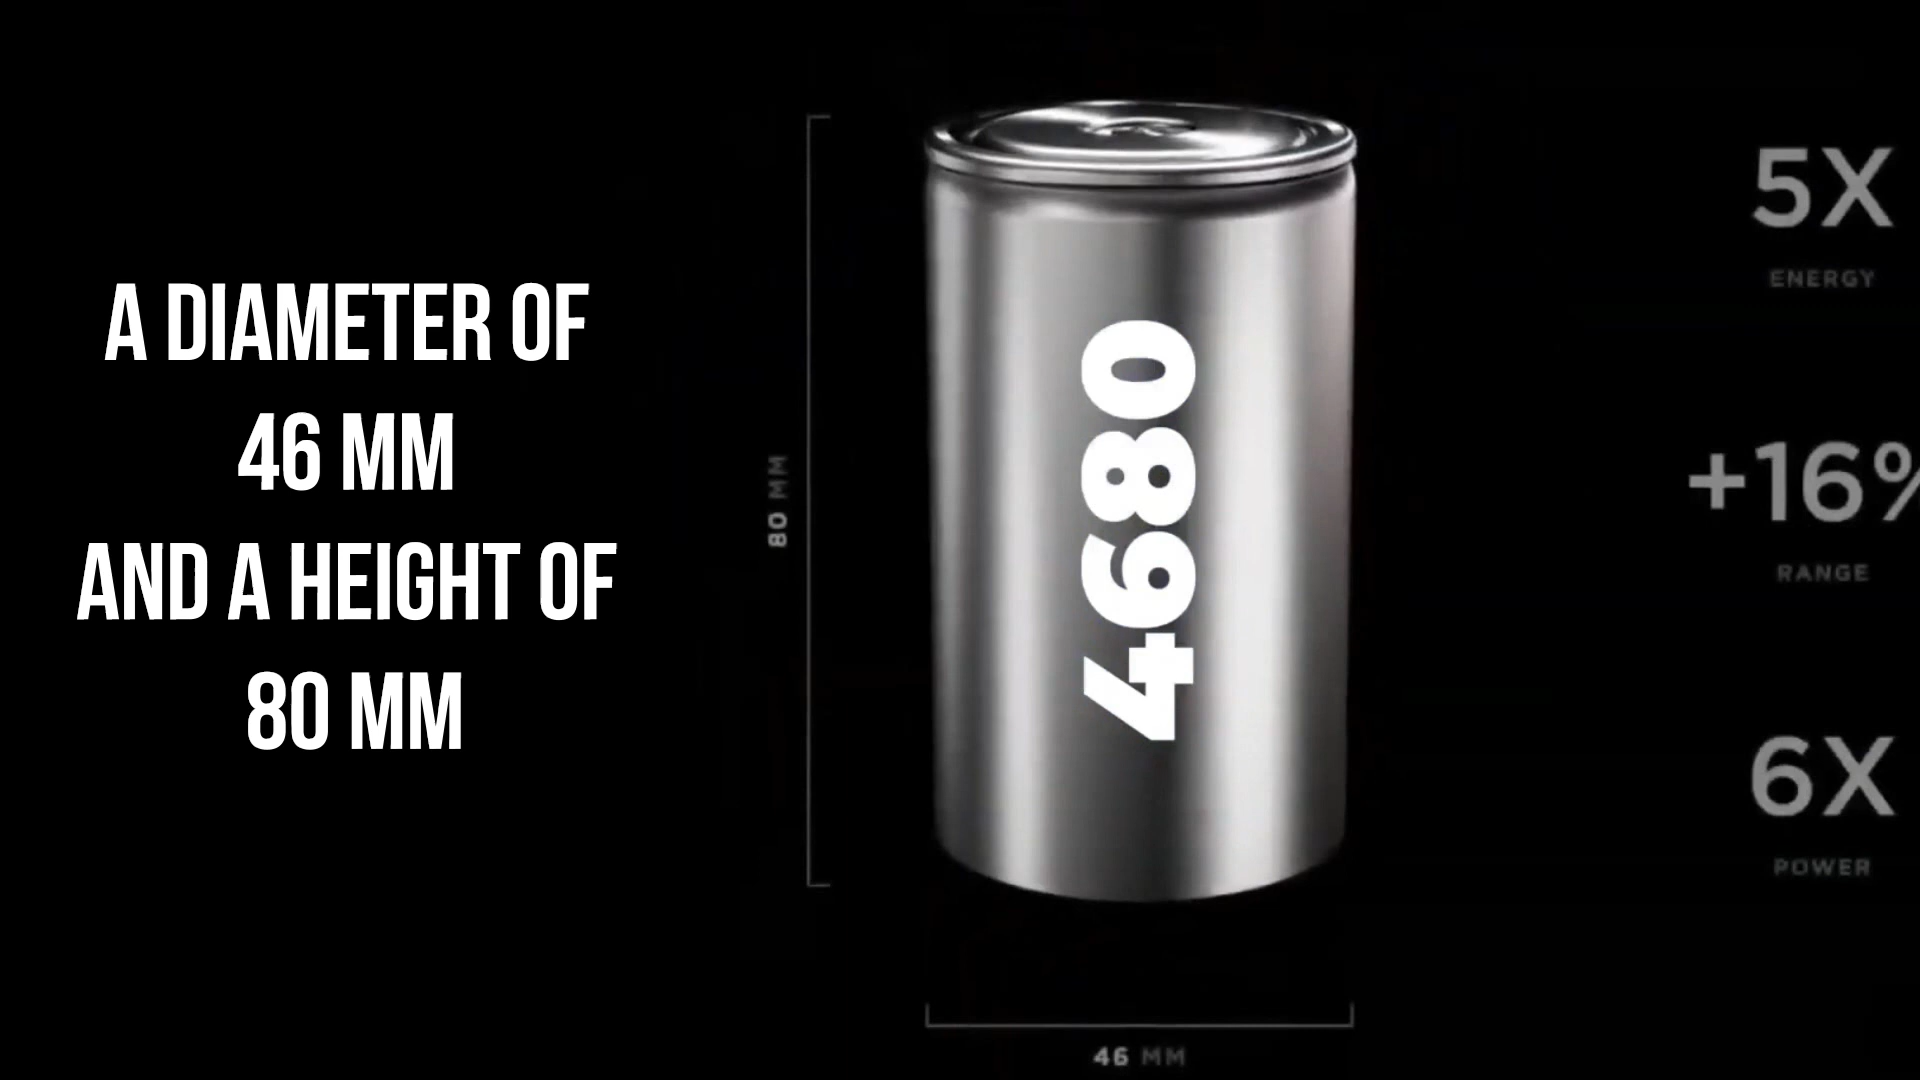 A DIAMETER OF
46 MM
AND A HEIGHT OF
80 MM
80 MM
4680
46 MM
5X
ENERGY
+16%
RANGE
6X
POWER